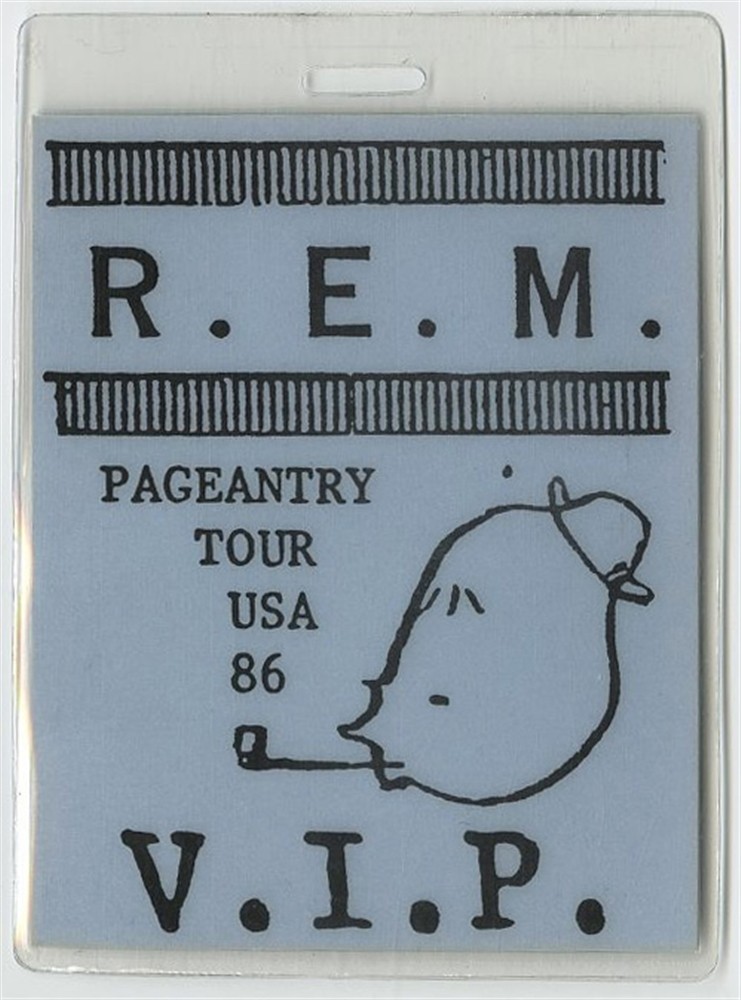 R.E.M.
PAGEANTRY
TOUR
USA
86
V.I.P.